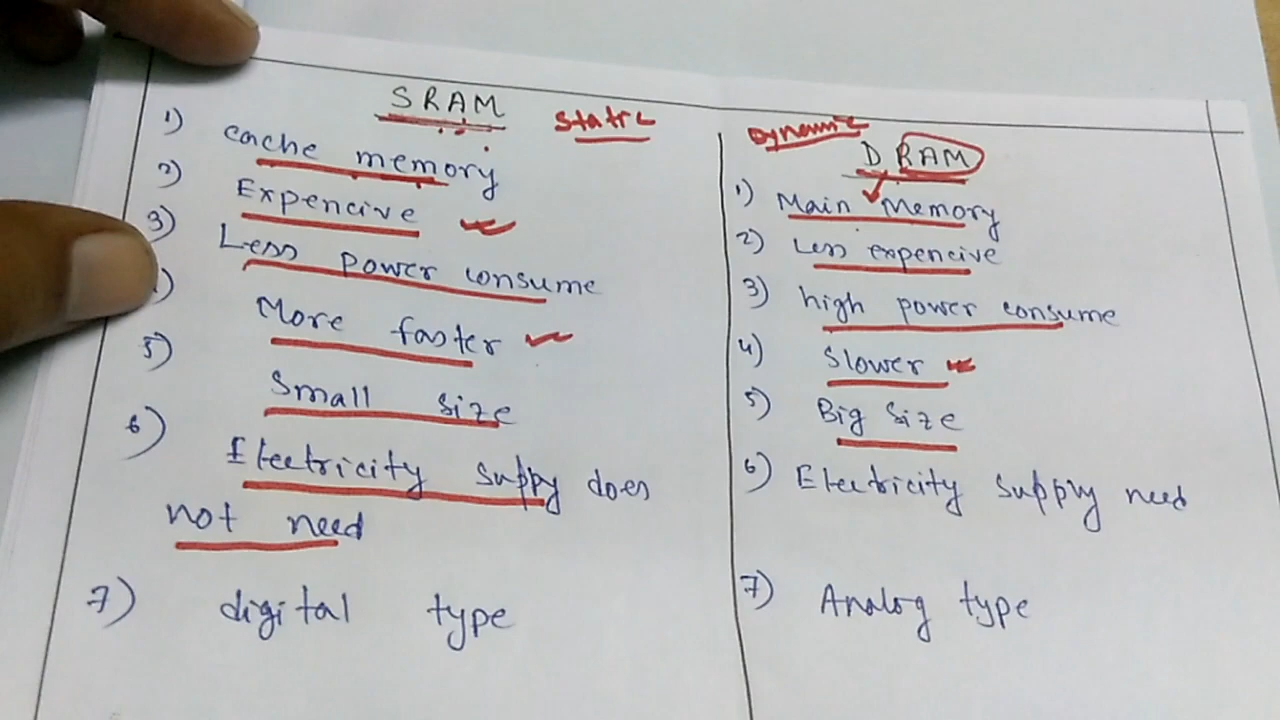 SRAM Static
1) Cache memory
2) Expencive
3) Less power consume
) More faster
5) Small size
6) Electricity supply does
not need
7) digital type
Dynamic
DRAM
1) Main Memory
2) Less expencive
3) high power consume
4) Slower
5) Big Size
6) Electricity supply need
7) Analog type